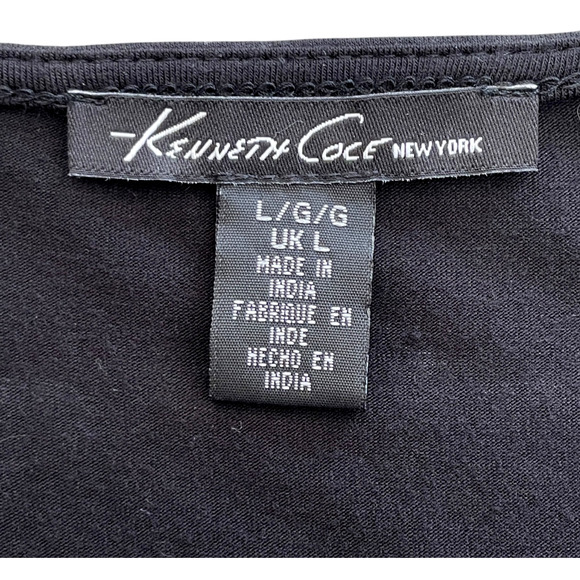 Kenneth Cole NEW YORK
L/G/G
UK L
MADE IN
INDIA
FABRIQUE EN
INDE
HECHO EN
INDIA